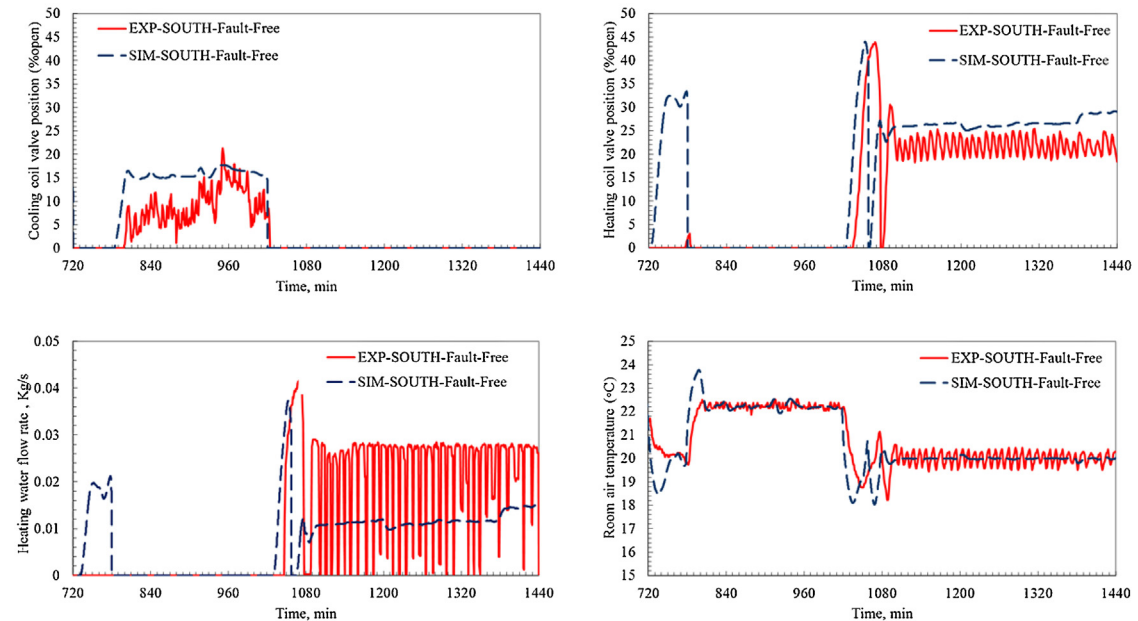 50
45
40
35
30
25
20
15
10
5
0
Cooling coil valve position (%open)
EXP-SOUTH-Fault-Free
SIM-SOUTH-Fault-Free
720 840 960 1080 1200 1320 1440
Time, min
50
45
40
35
30
25
20
15
10
5
0
Heating coil valve position (%open)
EXP-SOUTH-Fault-Free
SIM-SOUTH-Fault-Free
720 840 960 1080 1200 1320 1440
Time, min
0.05
0.04
0.03
0.02
0.01
0
Heating water flow rate , Kg/s
EXP-SOUTH-Fault-Free
SIM-SOUTH-Fault-Free
720 840 960 1080 1200 1320 1440
Time, min
25
24
23
22
21
20
19
18
17
16
15
Room air temperature (∘C)
EXP-SOUTH-Fault-Free
SIM-SOUTH-Fault-Free
720 840 960 1080 1200 1320 1440
Time, min